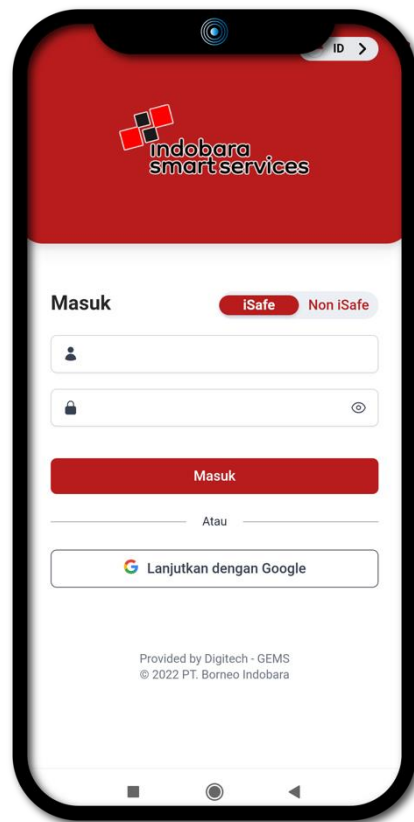 ID
indobara
smart services
Masuk
iSafe
Non iSafe
Masuk
Atau
Lanjutkan dengan Google
Provided by Digitech - GEMS
© 2022 PT. Borneo Indobara